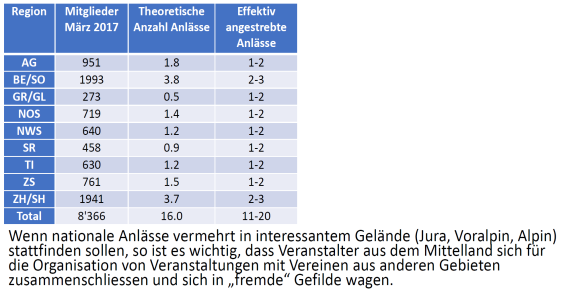 Region Mitglieder März 2017 Theoretische Anzahl Anlässe Effektiv angestrebte Anlässe
AG 951 1.8 1-2
BE/SO 1993 3.8 2-3
GR/GL 273 0.5 1-2
NOS 719 1.4 1-2
NWS 640 1.2 1-2
SR 458 0.9 1-2
TI 630 1.2 1-2
ZS 761 1.5 1-2
ZH/SH 1941 3.7 2-3
Total 8'366 16.0 11-20
Wenn nationale Anlässe vermehrt in interessantem Gelände (Jura, Voralpin, Alpin)
stattfinden sollen, so ist es wichtig, dass Veranstalter aus dem Mittelland sich für
die Organisation von Veranstaltungen mit Vereinen aus anderen Gebieten
zusammenschliessen und sich in „fremde" Gefilde wagen.